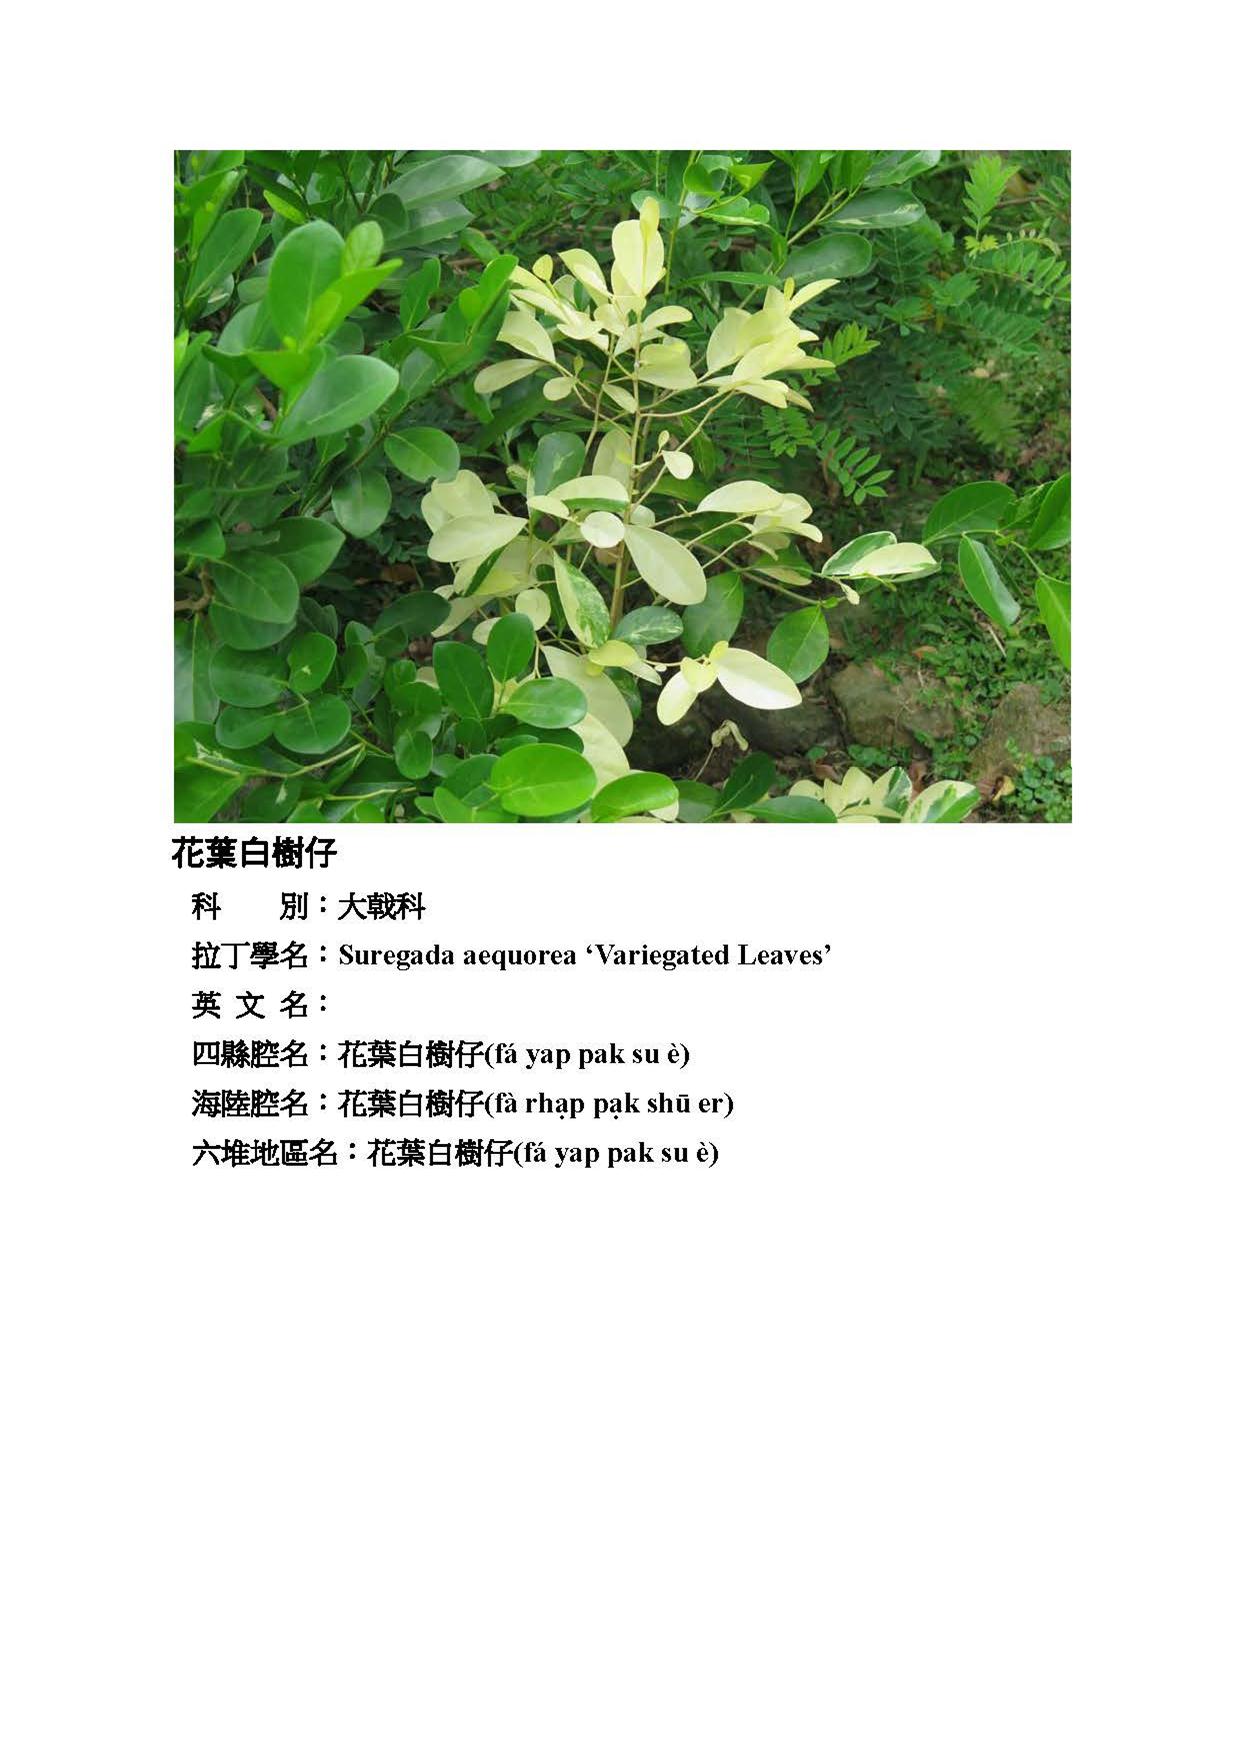 花葉白樹仔
科　　別：大戟科
拉丁學名：Suregada aequorea ‘Variegated Leaves’
英 文 名：
四縣腔名：花葉白樹仔(fá yap pak su è)
海陸腔名：花葉白樹仔(fà rhạp pạk shū er)
六堆地區名：花葉白樹仔(fá yap pak su è)